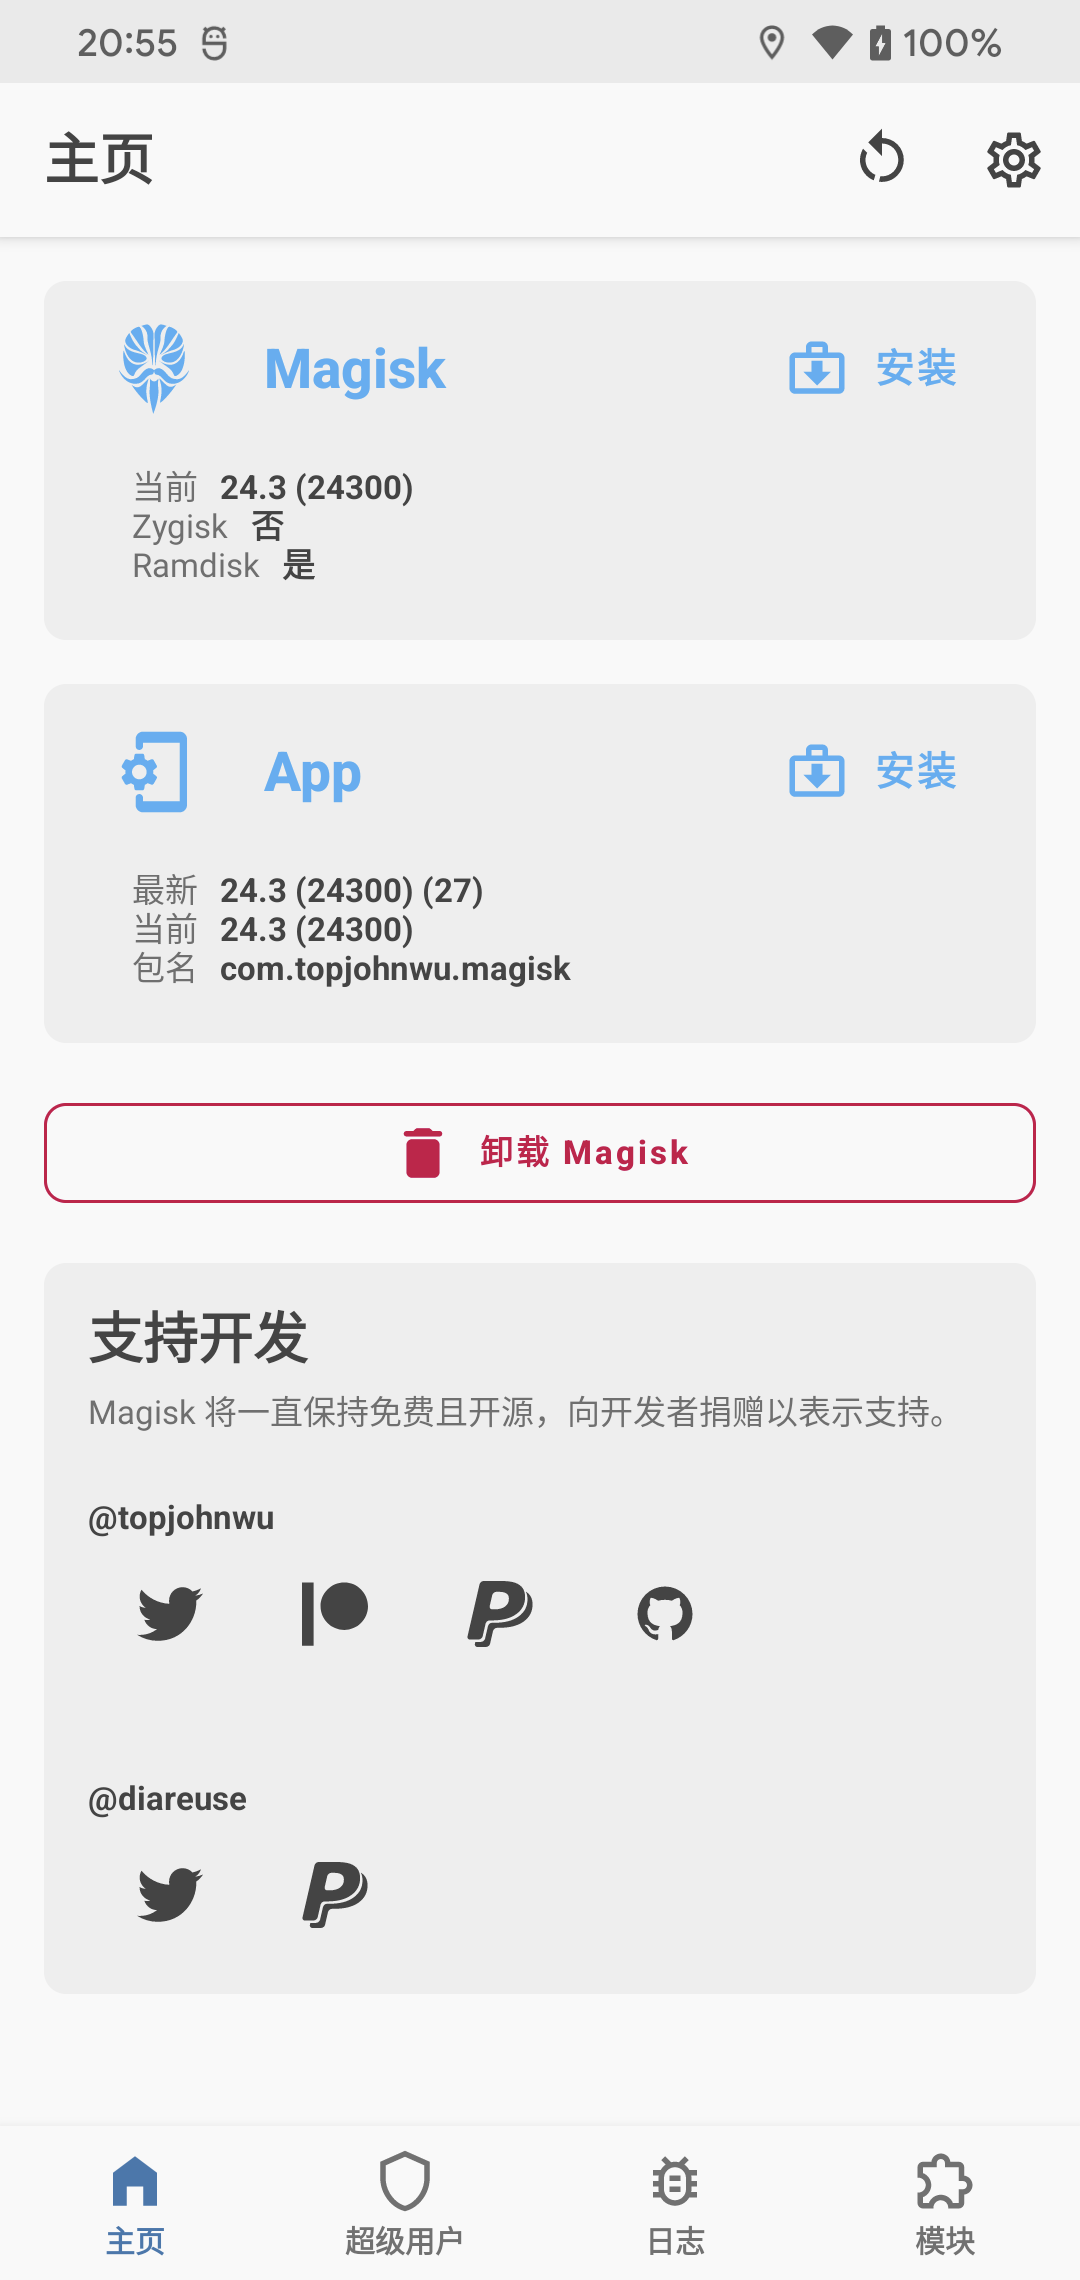 20:55
100%
主页
Magisk
安装
当前 24.3 (24300)
Zygisk 否
Ramdisk 是
App
安装
最新 24.3 (24300) (27)
当前 24.3 (24300)
包名 com.topjohnwu.magisk
卸载 Magisk
支持开发
Magisk 将一直保持免费且开源，向开发者捐赠以表示支持。
@topjohnwu
@diareuse
主页
超级用户
日志
模块